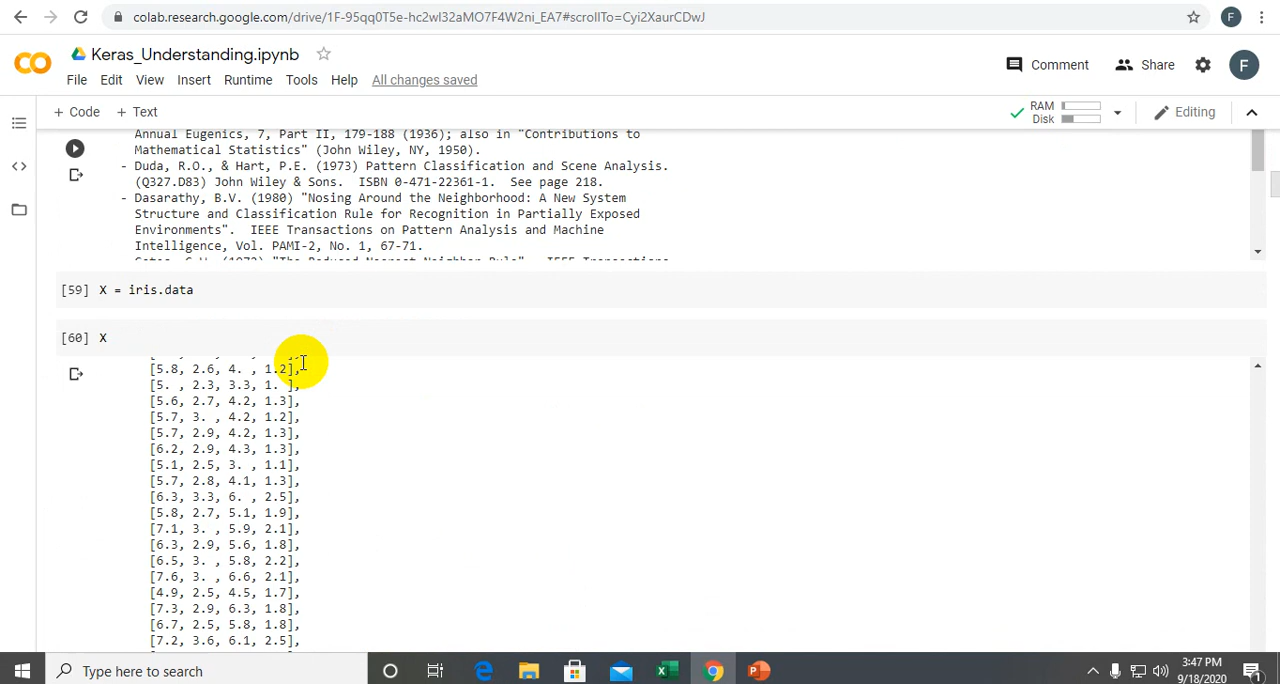 colab.research.google.com/drive/1F-95qq0T5e-hc2wl32aMO7F4W2ni_EA7#scrollTo=Cyi2XaurCDwJ
F
Keras_Understanding.ipynb
File Edit View Insert Runtime Tools Help All changes saved
Comment Share F
+ Code + Text
RAM
Disk
Editing
Annual Eugenics, 7, Part II, 179-188 (1936); also in "Contributions to
Mathematical Statistics" (John Wiley, NY, 1950).
- Duda, R.O., & Hart, P.E. (1973) Pattern Classification and Scene Analysis.
(Q327.D83) John Wiley & Sons. ISBN 0-471-22361-1. See page 218.
- Dasarathy, B.V. (1980) "Nosing Around the Neighborhood: A New System
Structure and Classification Rule for Recognition in Partially Exposed
Environments". IEEE Transactions on Pattern Analysis and Machine
Intelligence, Vol. PAMI-2, No. 1, 67-71.
- Gates, G.W. (1972) "The Reduced Nearest Neighbor Rule". IEEE Transactions
[59] X = iris.data
[60] X
[5.8, 2.6, 4. , 1.2],
[5. , 2.3, 3.3, 1. ],
[5.6, 2.7, 4.2, 1.3],
[5.7, 3. , 4.2, 1.2],
[5.7, 2.9, 4.2, 1.3],
[6.2, 2.9, 4.3, 1.3],
[5.1, 2.5, 3. , 1.1],
[5.7, 2.8, 4.1, 1.3],
[6.3, 3.3, 6. , 2.5],
[5.8, 2.7, 5.1, 1.9],
[7.1, 3. , 5.9, 2.1],
[6.3, 2.9, 5.6, 1.8],
[6.5, 3. , 5.8, 2.2],
[7.6, 3. , 6.6, 2.1],
[4.9, 2.5, 4.5, 1.7],
[7.3, 2.9, 6.3, 1.8],
[6.7, 2.5, 5.8, 1.8],
[7.2, 3.6, 6.1, 2.5],
Type here to search
3:47 PM
9/18/2020
1